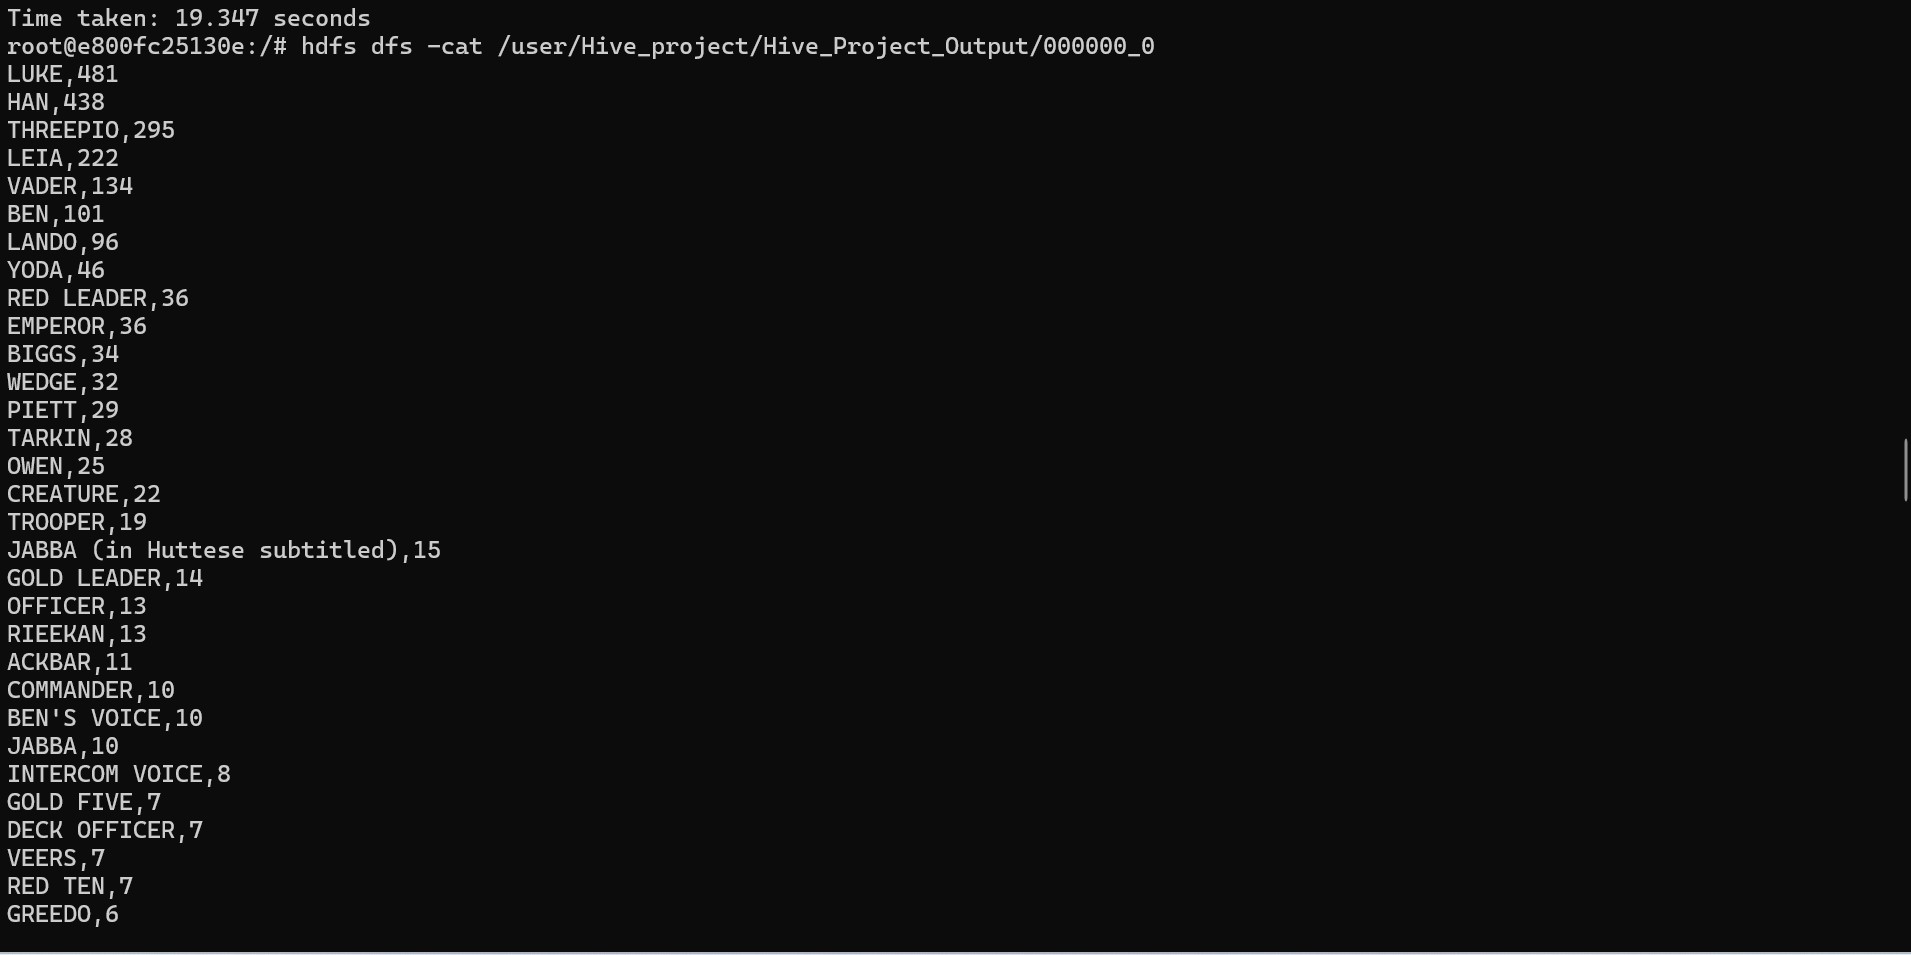 Time taken: 19.347 seconds
root@e800fc25130e:/# hdfs dfs -cat /user/Hive_project/Hive_Project_Output/000000_0
LUKE,481
HAN,438
THREEPIO,295
LEIA,222
VADER,134
BEN,101
LANDO,96
YODA,46
RED LEADER,36
EMPEROR,36
BIGGS,34
WEDGE,32
PIETT,29
TARKIN,28
OWEN,25
CREATURE,22
TROOPER,19
JABBA (in Huttese subtitled),15
GOLD LEADER,14
OFFICER,13
RIEEKAN,13
ACKBAR,11
COMMANDER,10
BEN'S VOICE,10
JABBA,10
INTERCOM VOICE,8
GOLD FIVE,7
DECK OFFICER,7
VEERS,7
RED TEN,7
GREEDO,6